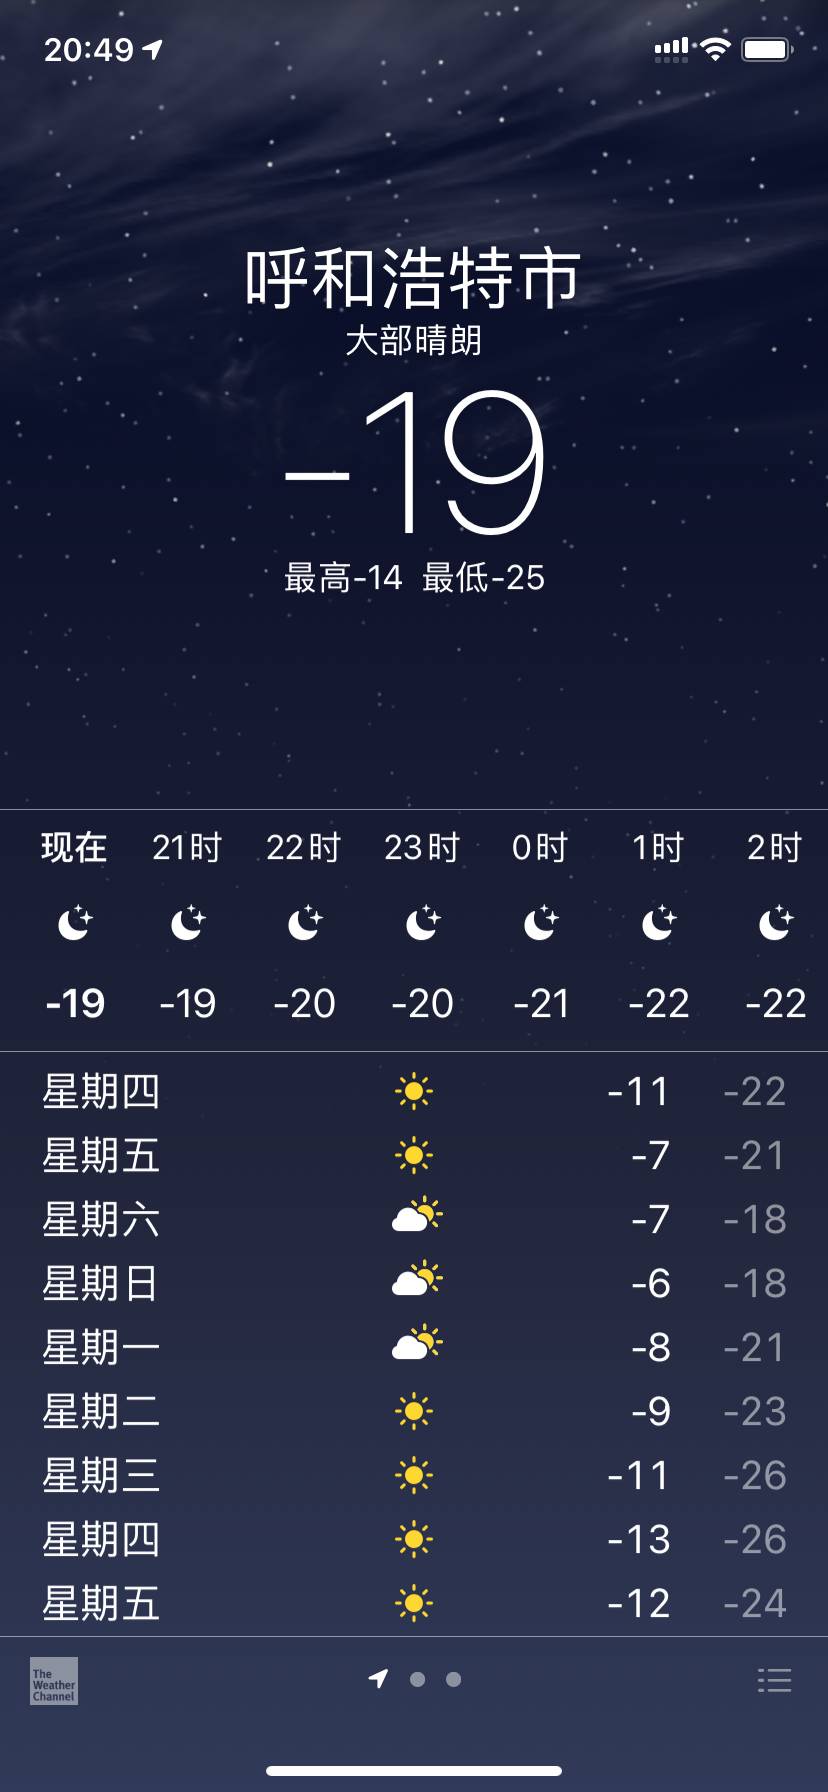 20:49
呼和浩特市
大部晴朗
-19
最高-14 最低-25
现在 21时 22时 23时 0时 1时 2时
-19 -19 -20 -20 -21 -22 -22
星期四 -11 -22
星期五 -7 -21
星期六 -7 -18
星期日 -6 -18
星期一 -8 -21
星期二 -9 -23
星期三 -11 -26
星期四 -13 -26
星期五 -12 -24
The
Weather
Channel